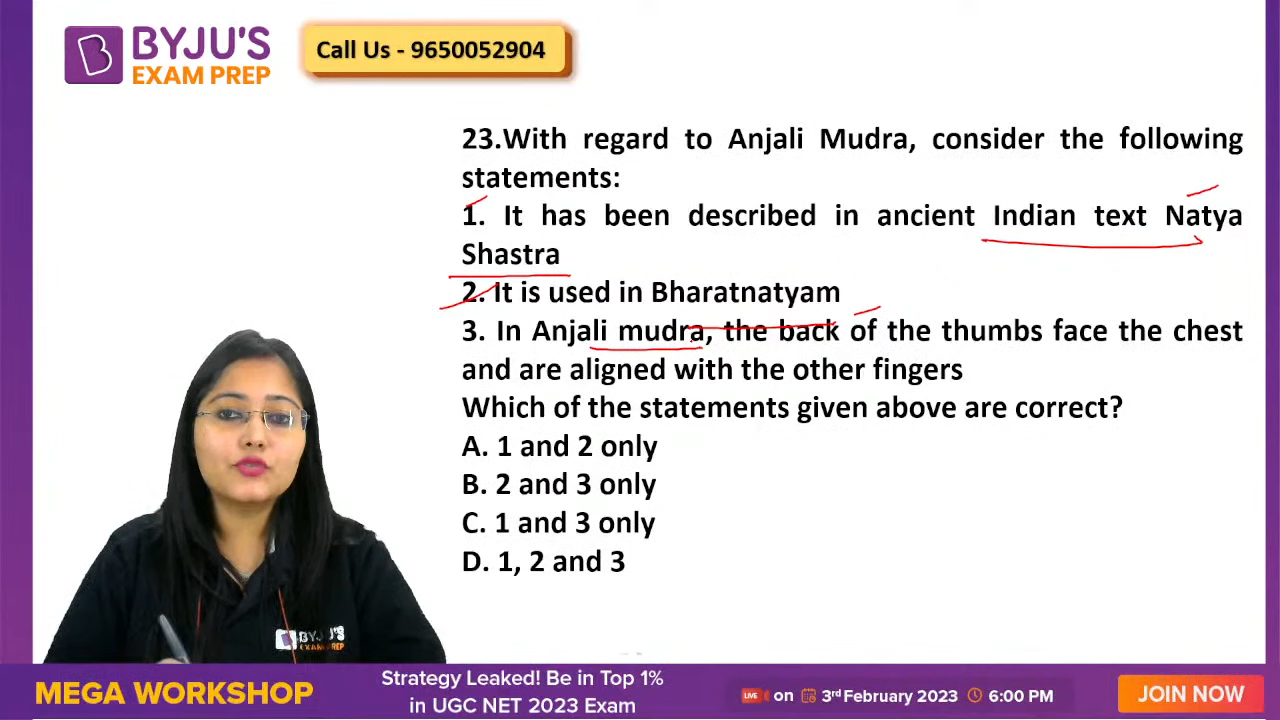 BYJU'S
EXAM PREP
Call Us - 9650052904
23.With regard to Anjali Mudra, consider the following
statements:
1. It has been described in ancient Indian text Natya
Shastra
2. It is used in Bharatnatyam
3. In Anjali mudra, the back of the thumbs face the chest
and are aligned with the other fingers
Which of the statements given above are correct?
A. 1 and 2 only
B. 2 and 3 only
C. 1 and 3 only
D. 1, 2 and 3
BYJU'S
EXAM PREP
MEGA WORKSHOP
Strategy Leaked! Be in Top 1%
in UGC NET 2023 Exam
LIVE on 3rd February 2023 6:00 PM
JOIN NOW